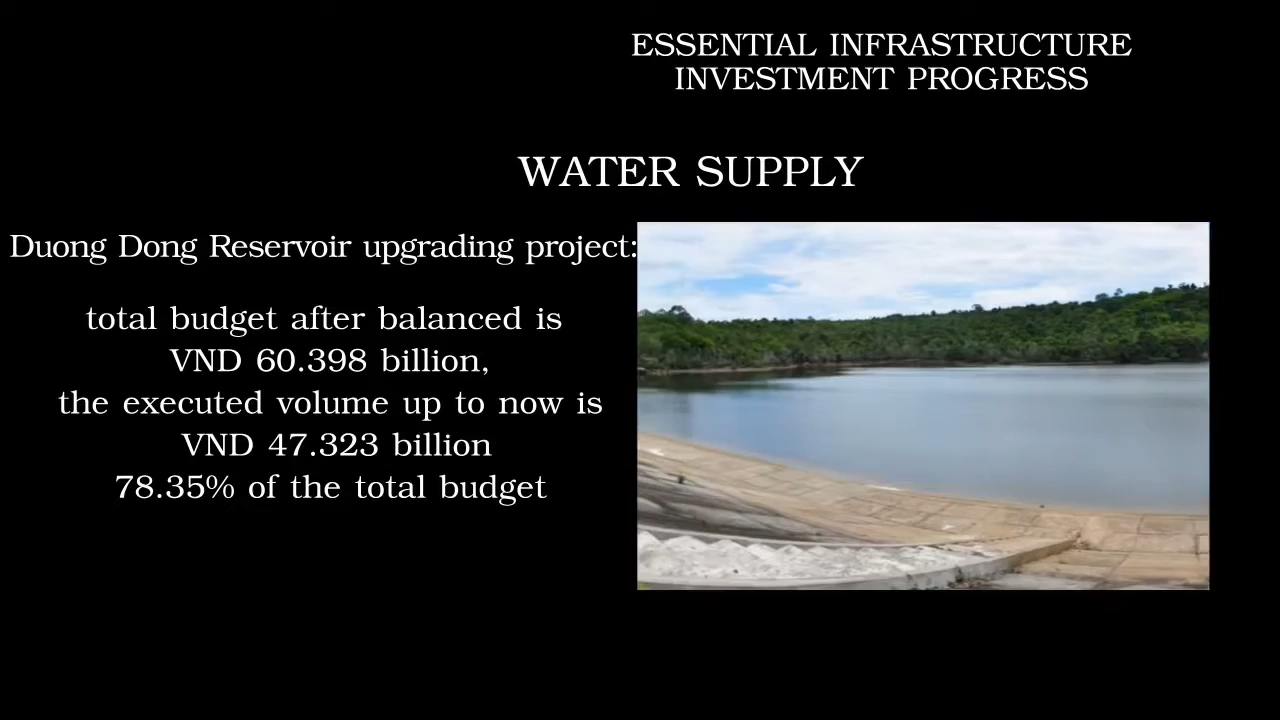 ESSENTIAL INFRASTRUCTURE
INVESTMENT PROGRESS
WATER SUPPLY
Duong Dong Reservoir upgrading project:
total budget after balanced is
VND 60.398 billion,
the executed volume up to now is
VND 47.323 billion
78.35% of the total budget